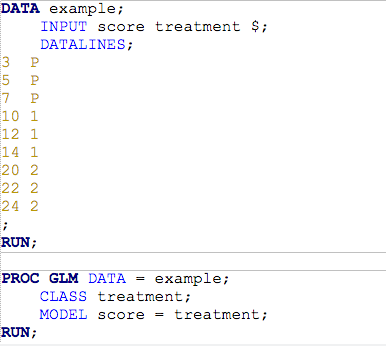 DATA example;
INPUT score treatment $;
DATALINES;
3 P
5 P
7 P
10 1
12 1
14 1
20 2
22 2
24 2
;
RUN;
PROC GLM DATA = example;
CLASS treatment;
MODEL score = treatment;
RUN;